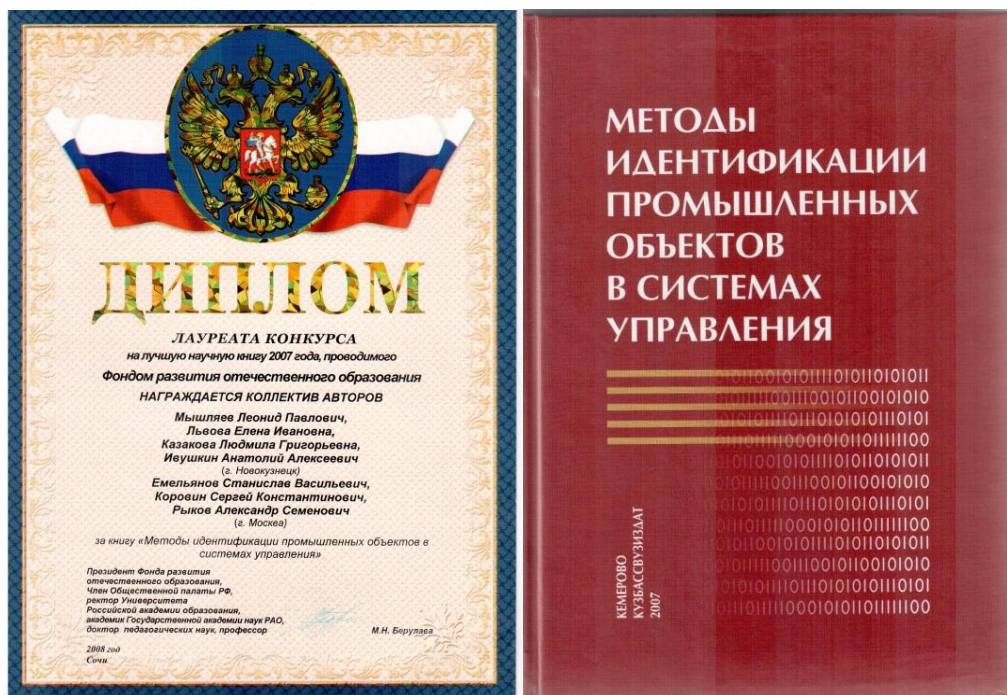 ДИПЛОМ
ЛАУРЕАТА КОНКУРСА
на лучшую научную книгу 2007 года, проводимого
Фондом развития отечественного образования
НАГРАЖДАЕТСЯ КОЛЛЕКТИВ АВТОРОВ
Мышляев Леонид Павлович,
Львова Елена Ивановна,
Казакова Людмила Григорьевна,
Ивушкин Анатолий Алексеевич
(г. Новокузнецк)
Емельянов Станислав Васильевич,
Коровин Сергей Константинович,
Рыков Александр Семенович
(г. Москва)
за книгу «Методы идентификации промышленных объектов в
системах управления»
Президент Фонда развития
отечественного образования,
Член Общественной палаты РФ,
ректор Университета
Российской академии образования,
академик Государственной академии наук РАО,
доктор педагогических наук, профессор
М.Н. Берулава
2008 год
Сочи
МЕТОДЫ
ИДЕНТИФИКАЦИИ
ПРОМЫШЛЕННЫХ
ОБЪЕКТОВ
В СИСТЕМАХ
УПРАВЛЕНИЯ
КЕМЕРОВО
КУЗБАССВУЗИЗДАТ
2007